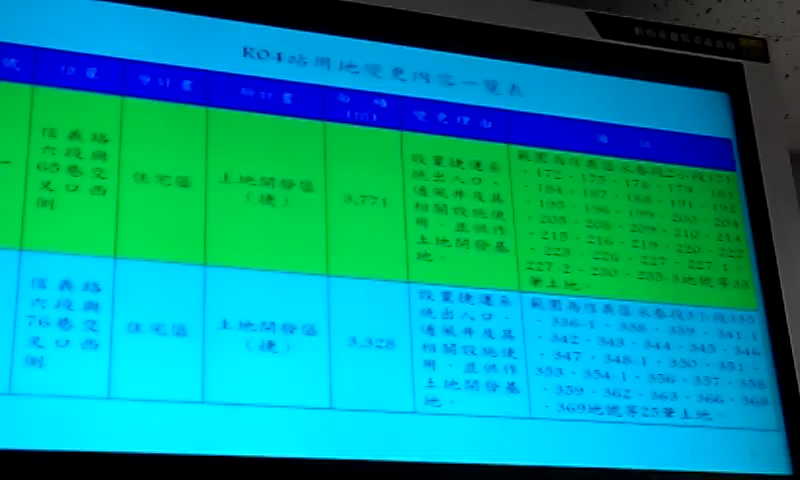 R04站用地變更內容一覽表
號 位置 原計畫 新計畫 面積 變更理由 備註
(㎡)
信義路
六段與
65巷交
叉口西
側
住宅區
土地開發區
(捷)
3,771
設置捷運系
統出入口、
通風井及其
相關設施使
用,並供作
土地開發基
地。
範圍為信義區永春段2小段171
、172、175、176、179、181
、184、187、188、191、192
、195、196、199、200、204
、205、208、209、210、214
、215、216、219、220、222
、223、226、227、227-1、
227-2、230、235-3地號等33
筆土地。
信義路
六段與
76巷交
叉口西
側
住宅區
土地開發區
(捷)
3,328
設置捷運系
統出入口、
通風井及其
相關設施使
用,並供作
土地開發基
地。
範圍為信義區永春段3小段335
、336-1、338、339、341-1
、342、343、344、345、346
、347、348-1、350、351、
353、354-1、356、357、358
、359、362、363、366、368
、369地號等25筆土地。